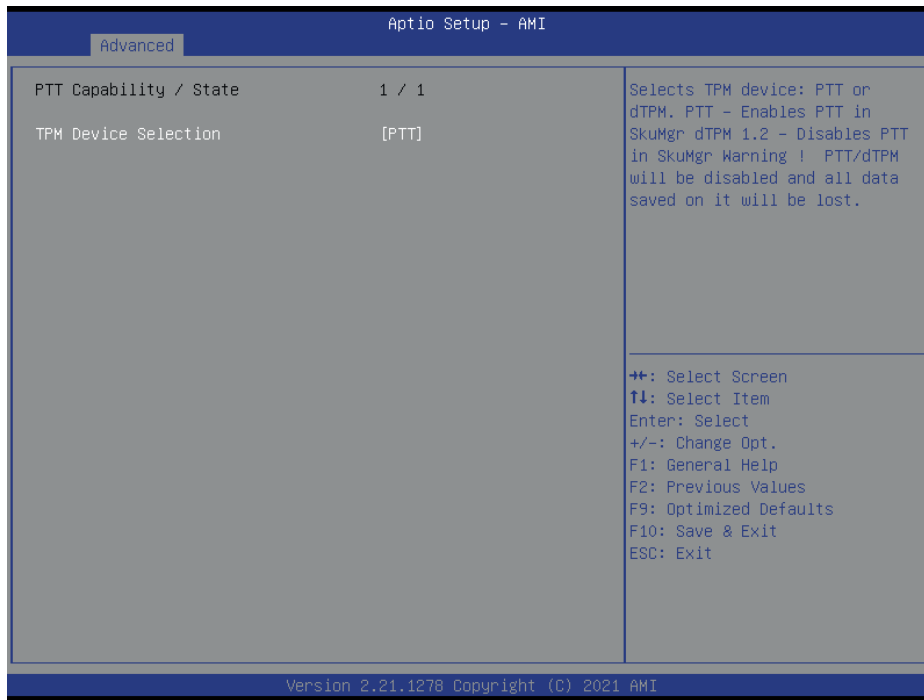 Aptio Setup – AMI
Advanced
PTT Capability / State 1 / 1
TPM Device Selection [PTT]
Selects TPM device: PTT or
dTPM. PTT – Enables PTT in
SkuMgr dTPM 1.2 – Disables PTT
in SkuMgr Warning ! PTT/dTPM
will be disabled and all data
saved on it will be lost.
→←: Select Screen
↑↓: Select Item
Enter: Select
+/-: Change Opt.
F1: General Help
F2: Previous Values
F9: Optimized Defaults
F10: Save & Exit
ESC: Exit
Version 2.21.1278 Copyright (C) 2021 AMI